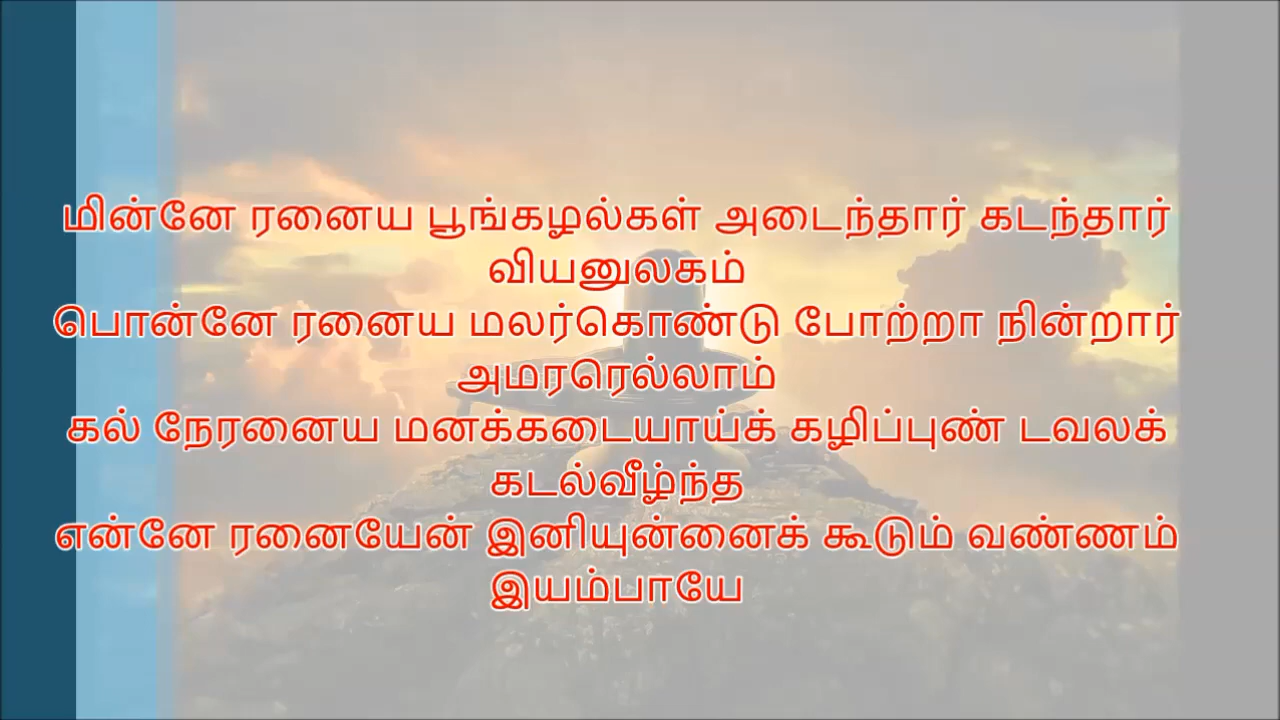 மின்னே ரனைய பூங்கழல்கள் அடைந்தார் கடந்தார்
வியனுலகம்
பொன்னே ரனைய மலர்கொண்டு போற்றா நின்றார்
அமரரெல்லாம்
கல் நேரனைய மனக்கடையாய்க் கழிப்புண் டவலக்
கடல்வீழ்ந்த
என்னே ரனையேன் இனியுன்னைக் கூடும் வண்ணம்
இயம்பாயே